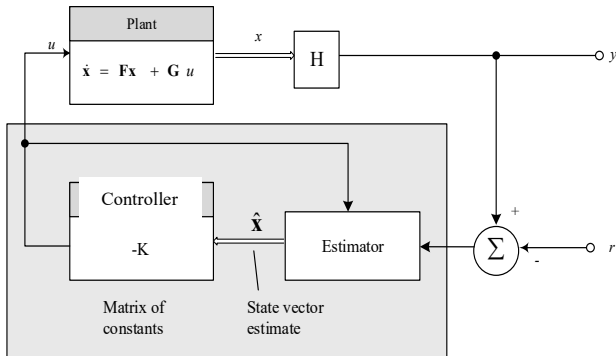 Plant
u
ẋ = Fx + G u
x
H
y
Controller
-K
x̂
Estimator
+
Σ
-
r
Matrix of
constants
State vector
estimate